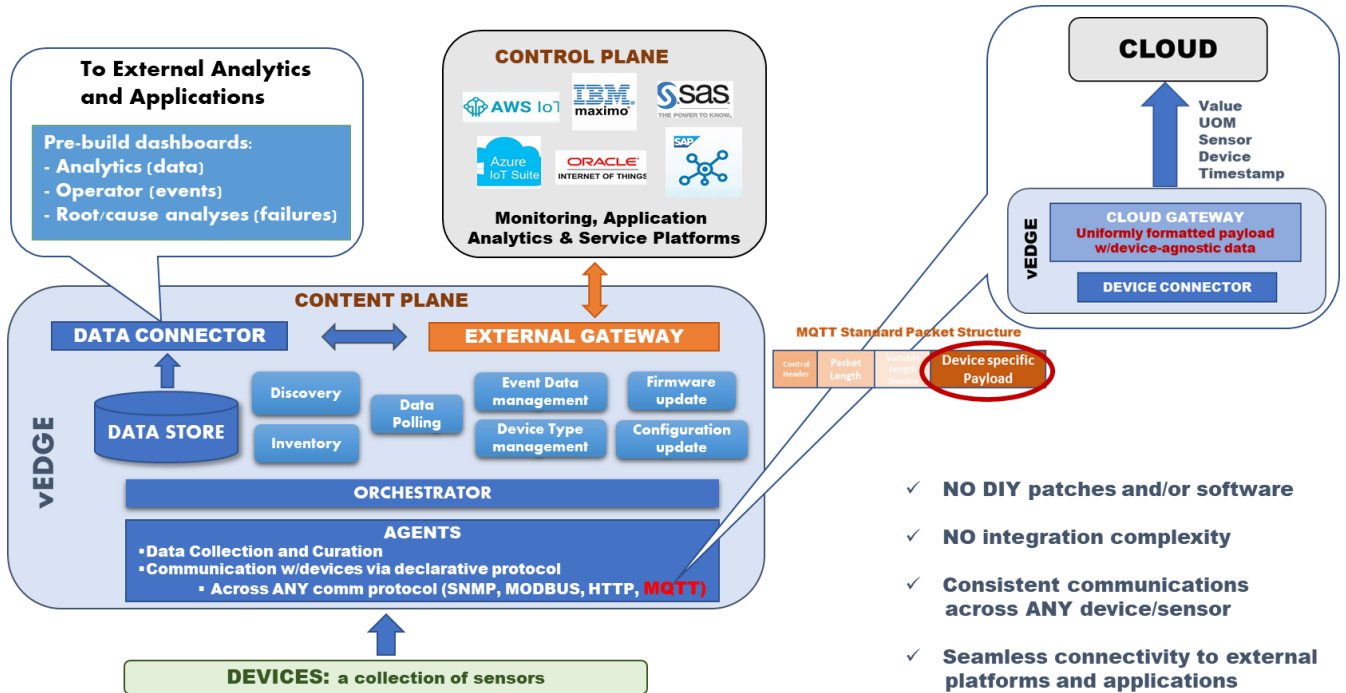 To External Analytics
and Applications
Pre-build dashboards:
- Analytics (data)
- Operator (events)
- Root/cause analyses (failures)
CONTROL PLANE
AWS IoT
IBM
maximo
sas
THE POWER TO KNOW.
Azure
IoT Suite
ORACLE
INTERNET OF THINGS
SAP
Monitoring, Application
Analytics & Service Platforms
CLOUD
Value
UOM
Sensor
Device
Timestamp
vEDGE
CLOUD GATEWAY
Uniformly formatted payload
w/device-agnostic data
DEVICE CONNECTOR
CONTENT PLANE
DATA CONNECTOR
EXTERNAL GATEWAY
DATA STORE
Discovery
Inventory
Data
Polling
Event Data
management
Device Type
management
Firmware
update
Configuration
update
vEDGE
ORCHESTRATOR
AGENTS
▪Data Collection and Curation
▪Communication w/devices via declarative protocol
▪ Across ANY comm protocol (SNMP, MODBUS, HTTP, MQTT)
DEVICES: a collection of sensors
MQTT Standard Packet Structure
Control
Header
Packet
Length
Variable
Length
Header
Device specific
Payload
✓ NO DIY patches and/or software
✓ NO integration complexity
✓ Consistent communications
across ANY device/sensor
✓ Seamless connectivity to external
platforms and applications